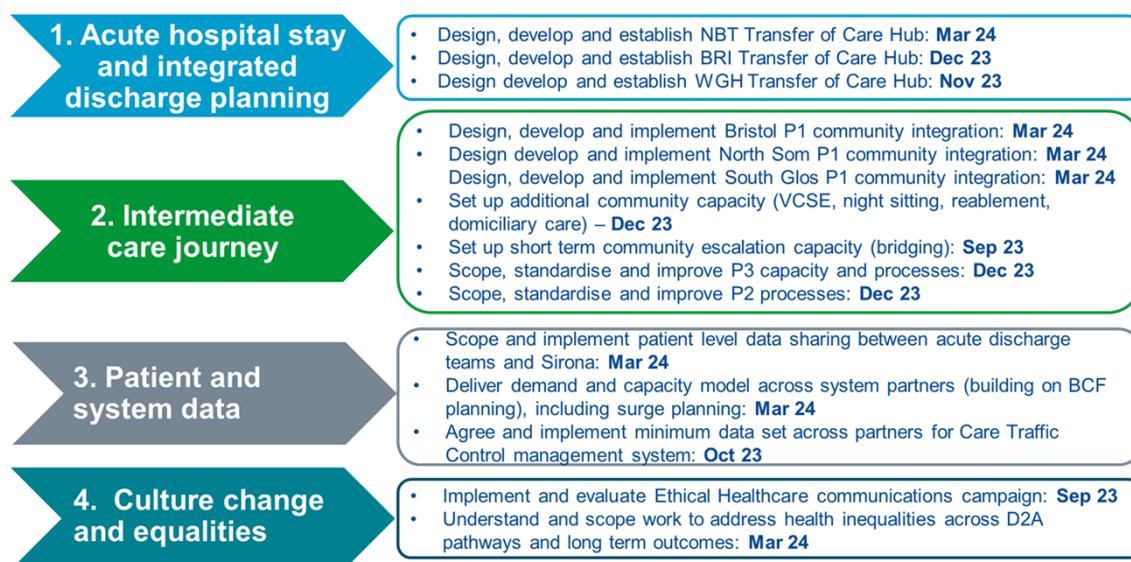 1. Acute hospital stay
and integrated
discharge planning
• Design, develop and establish NBT Transfer of Care Hub: Mar 24
• Design, develop and establish BRI Transfer of Care Hub: Dec 23
• Design develop and establish WGH Transfer of Care Hub: Nov 23
2. Intermediate
care journey
• Design, develop and implement Bristol P1 community integration: Mar 24
• Design develop and implement North Som P1 community integration: Mar 24
Design, develop and implement South Glos P1 community integration: Mar 24
• Set up additional community capacity (VCSE, night sitting, reablement,
domiciliary care) – Dec 23
• Set up short term community escalation capacity (bridging): Sep 23
• Scope, standardise and improve P3 capacity and processes: Dec 23
• Scope, standardise and improve P2 processes: Dec 23
3. Patient and
system data
• Scope and implement patient level data sharing between acute discharge
teams and Sirona: Mar 24
• Deliver demand and capacity model across system partners (building on BCF
planning), including surge planning: Mar 24
• Agree and implement minimum data set across partners for Care Traffic
Control management system: Oct 23
4. Culture change
and equalities
• Implement and evaluate Ethical Healthcare communications campaign: Sep 23
• Understand and scope work to address health inequalities across D2A
pathways and long term outcomes: Mar 24